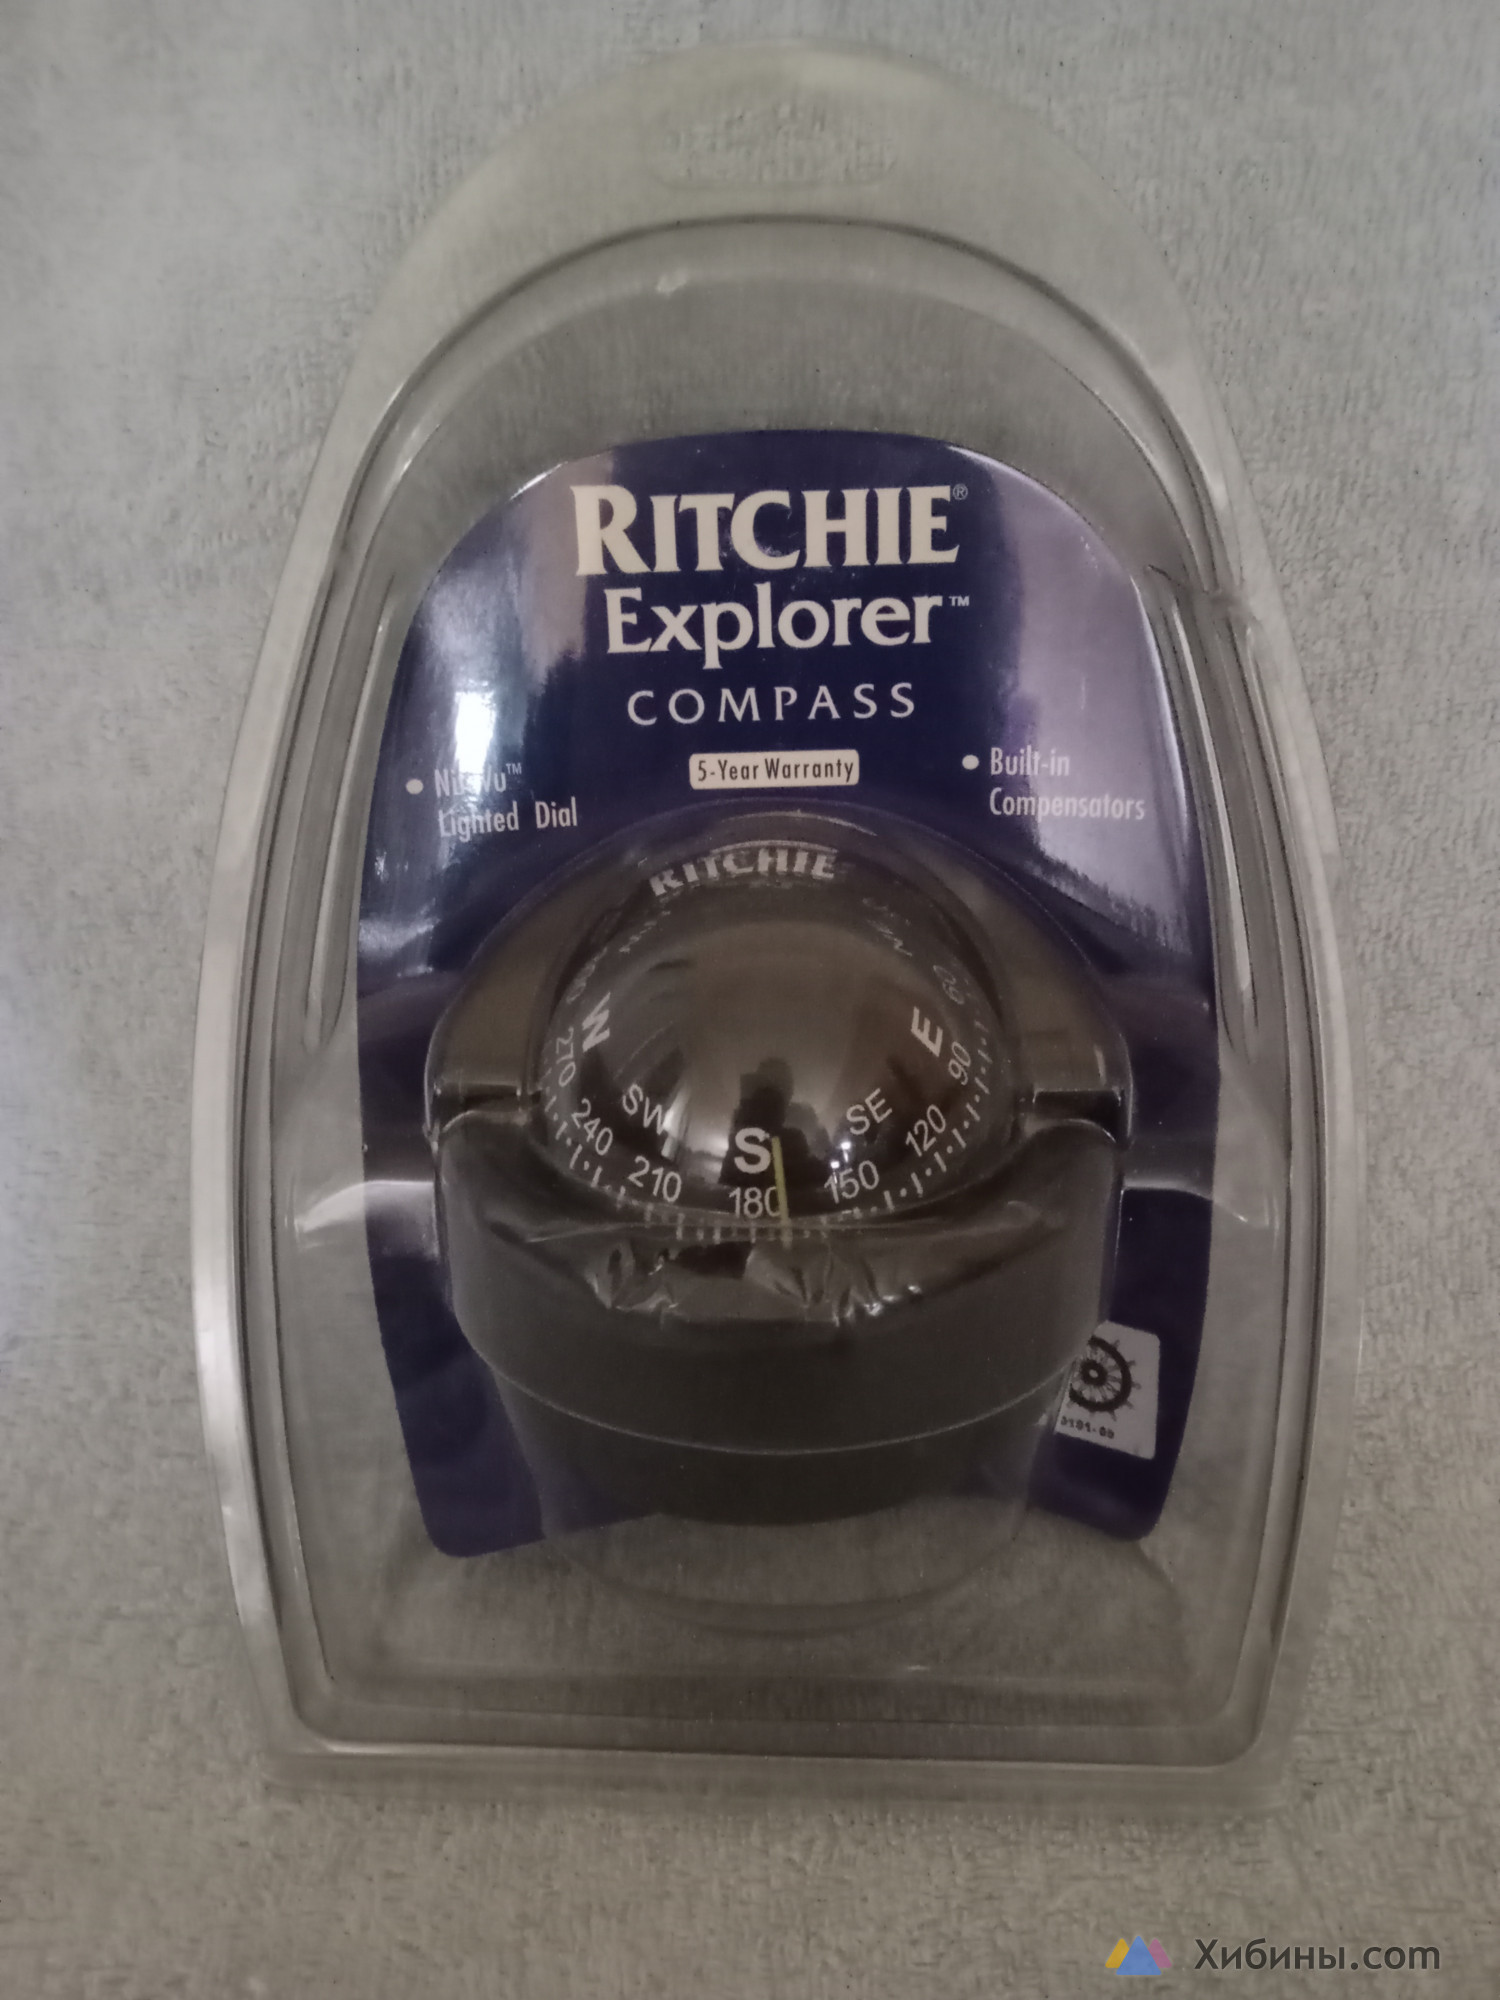 RITCHIE®
Explorer™
COMPASS
5-Year Warranty
• Built-in
Compensators
Lighted Dial
RITCHIE
W
E
60
270
90
SW
SE
240
120
S
210
150
180
Хибины.com